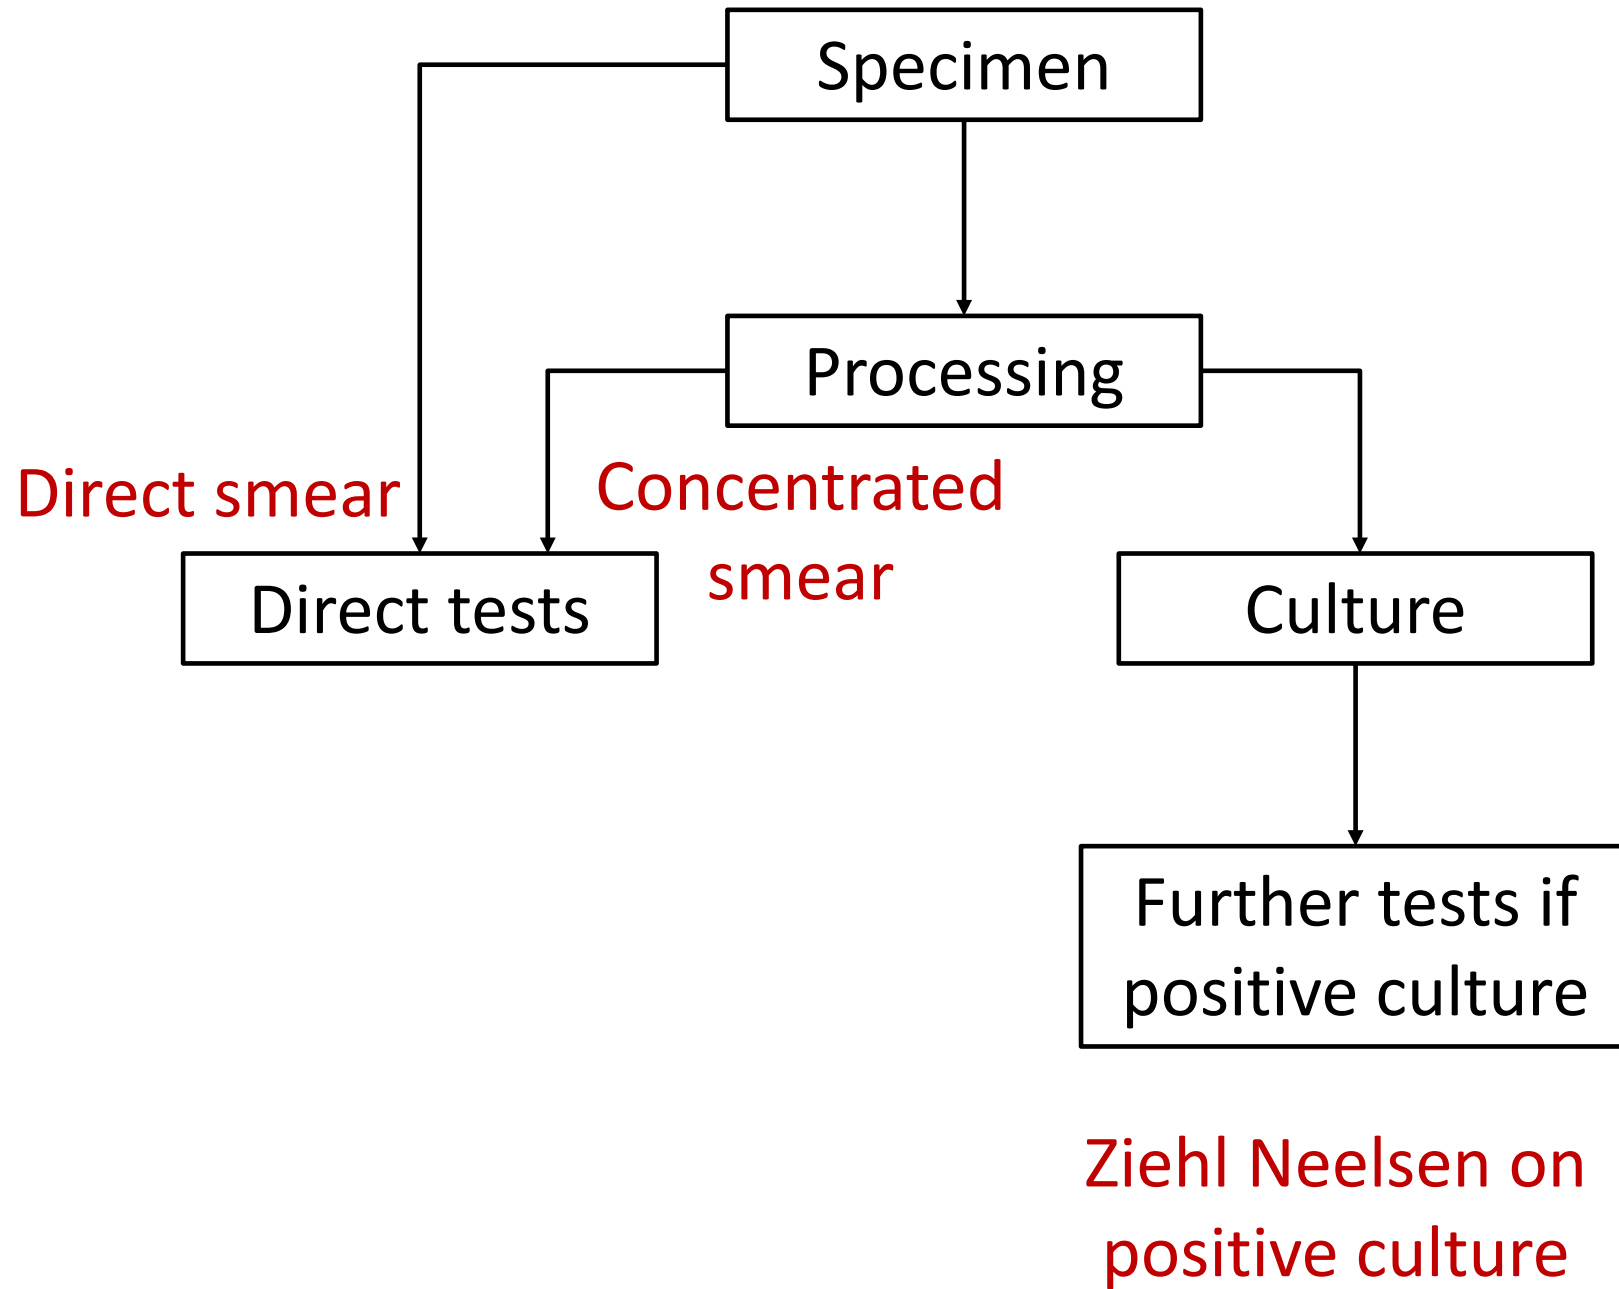 Specimen
Processing
Direct smear
Concentrated
smear
Direct tests
Culture
Further tests if
positive culture
Ziehl Neelsen on
positive culture